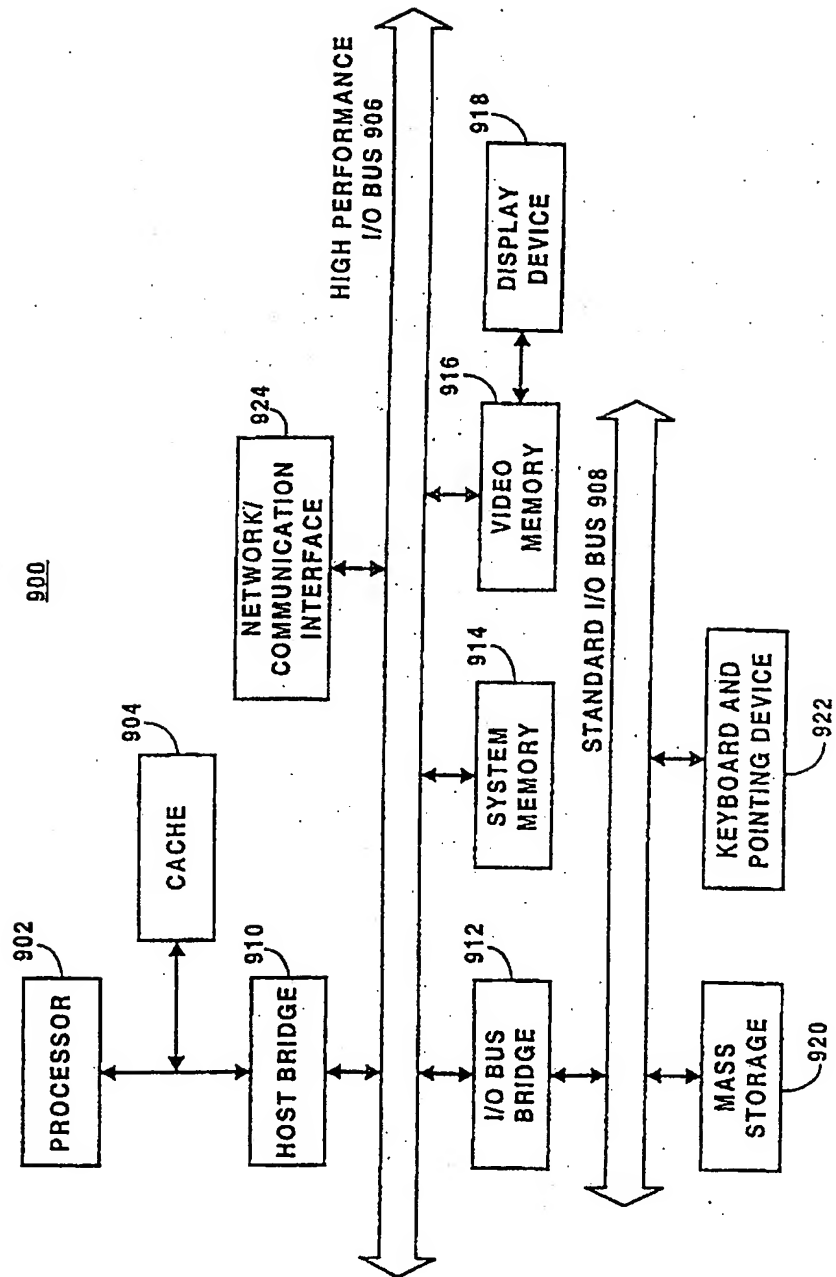 900
902
PROCESSOR
904
CACHE
910
HOST BRIDGE
924
NETWORK/
COMMUNICATION
INTERFACE
HIGH PERFORMANCE
I/O BUS 906
912
I/O BUS
BRIDGE
914
SYSTEM
MEMORY
916
VIDEO
MEMORY
918
DISPLAY
DEVICE
STANDARD I/O BUS 908
MASS
STORAGE
920
KEYBOARD AND
POINTING DEVICE
922